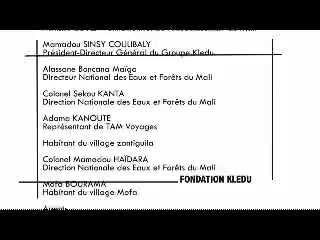 Mamadou SINSY COULIBALY
Président-Directeur Général du Groupe Kledu
Alassane Boncana Maïga
Directeur National des Eaux et Forêts du Mali
Colonel Sekou KANTA
Direction Nationale des Eaux et Forêts du Mali
Adama KANOUTE
Représentant de TAM Voyages
Habitant du village zantiguila
Colonel Mamadou HAÏDARA
Direction Nationale des Eaux et Forêts du Mali
FONDATION KLEDU
Mofa BOURAMA
Habitant du village Mofa